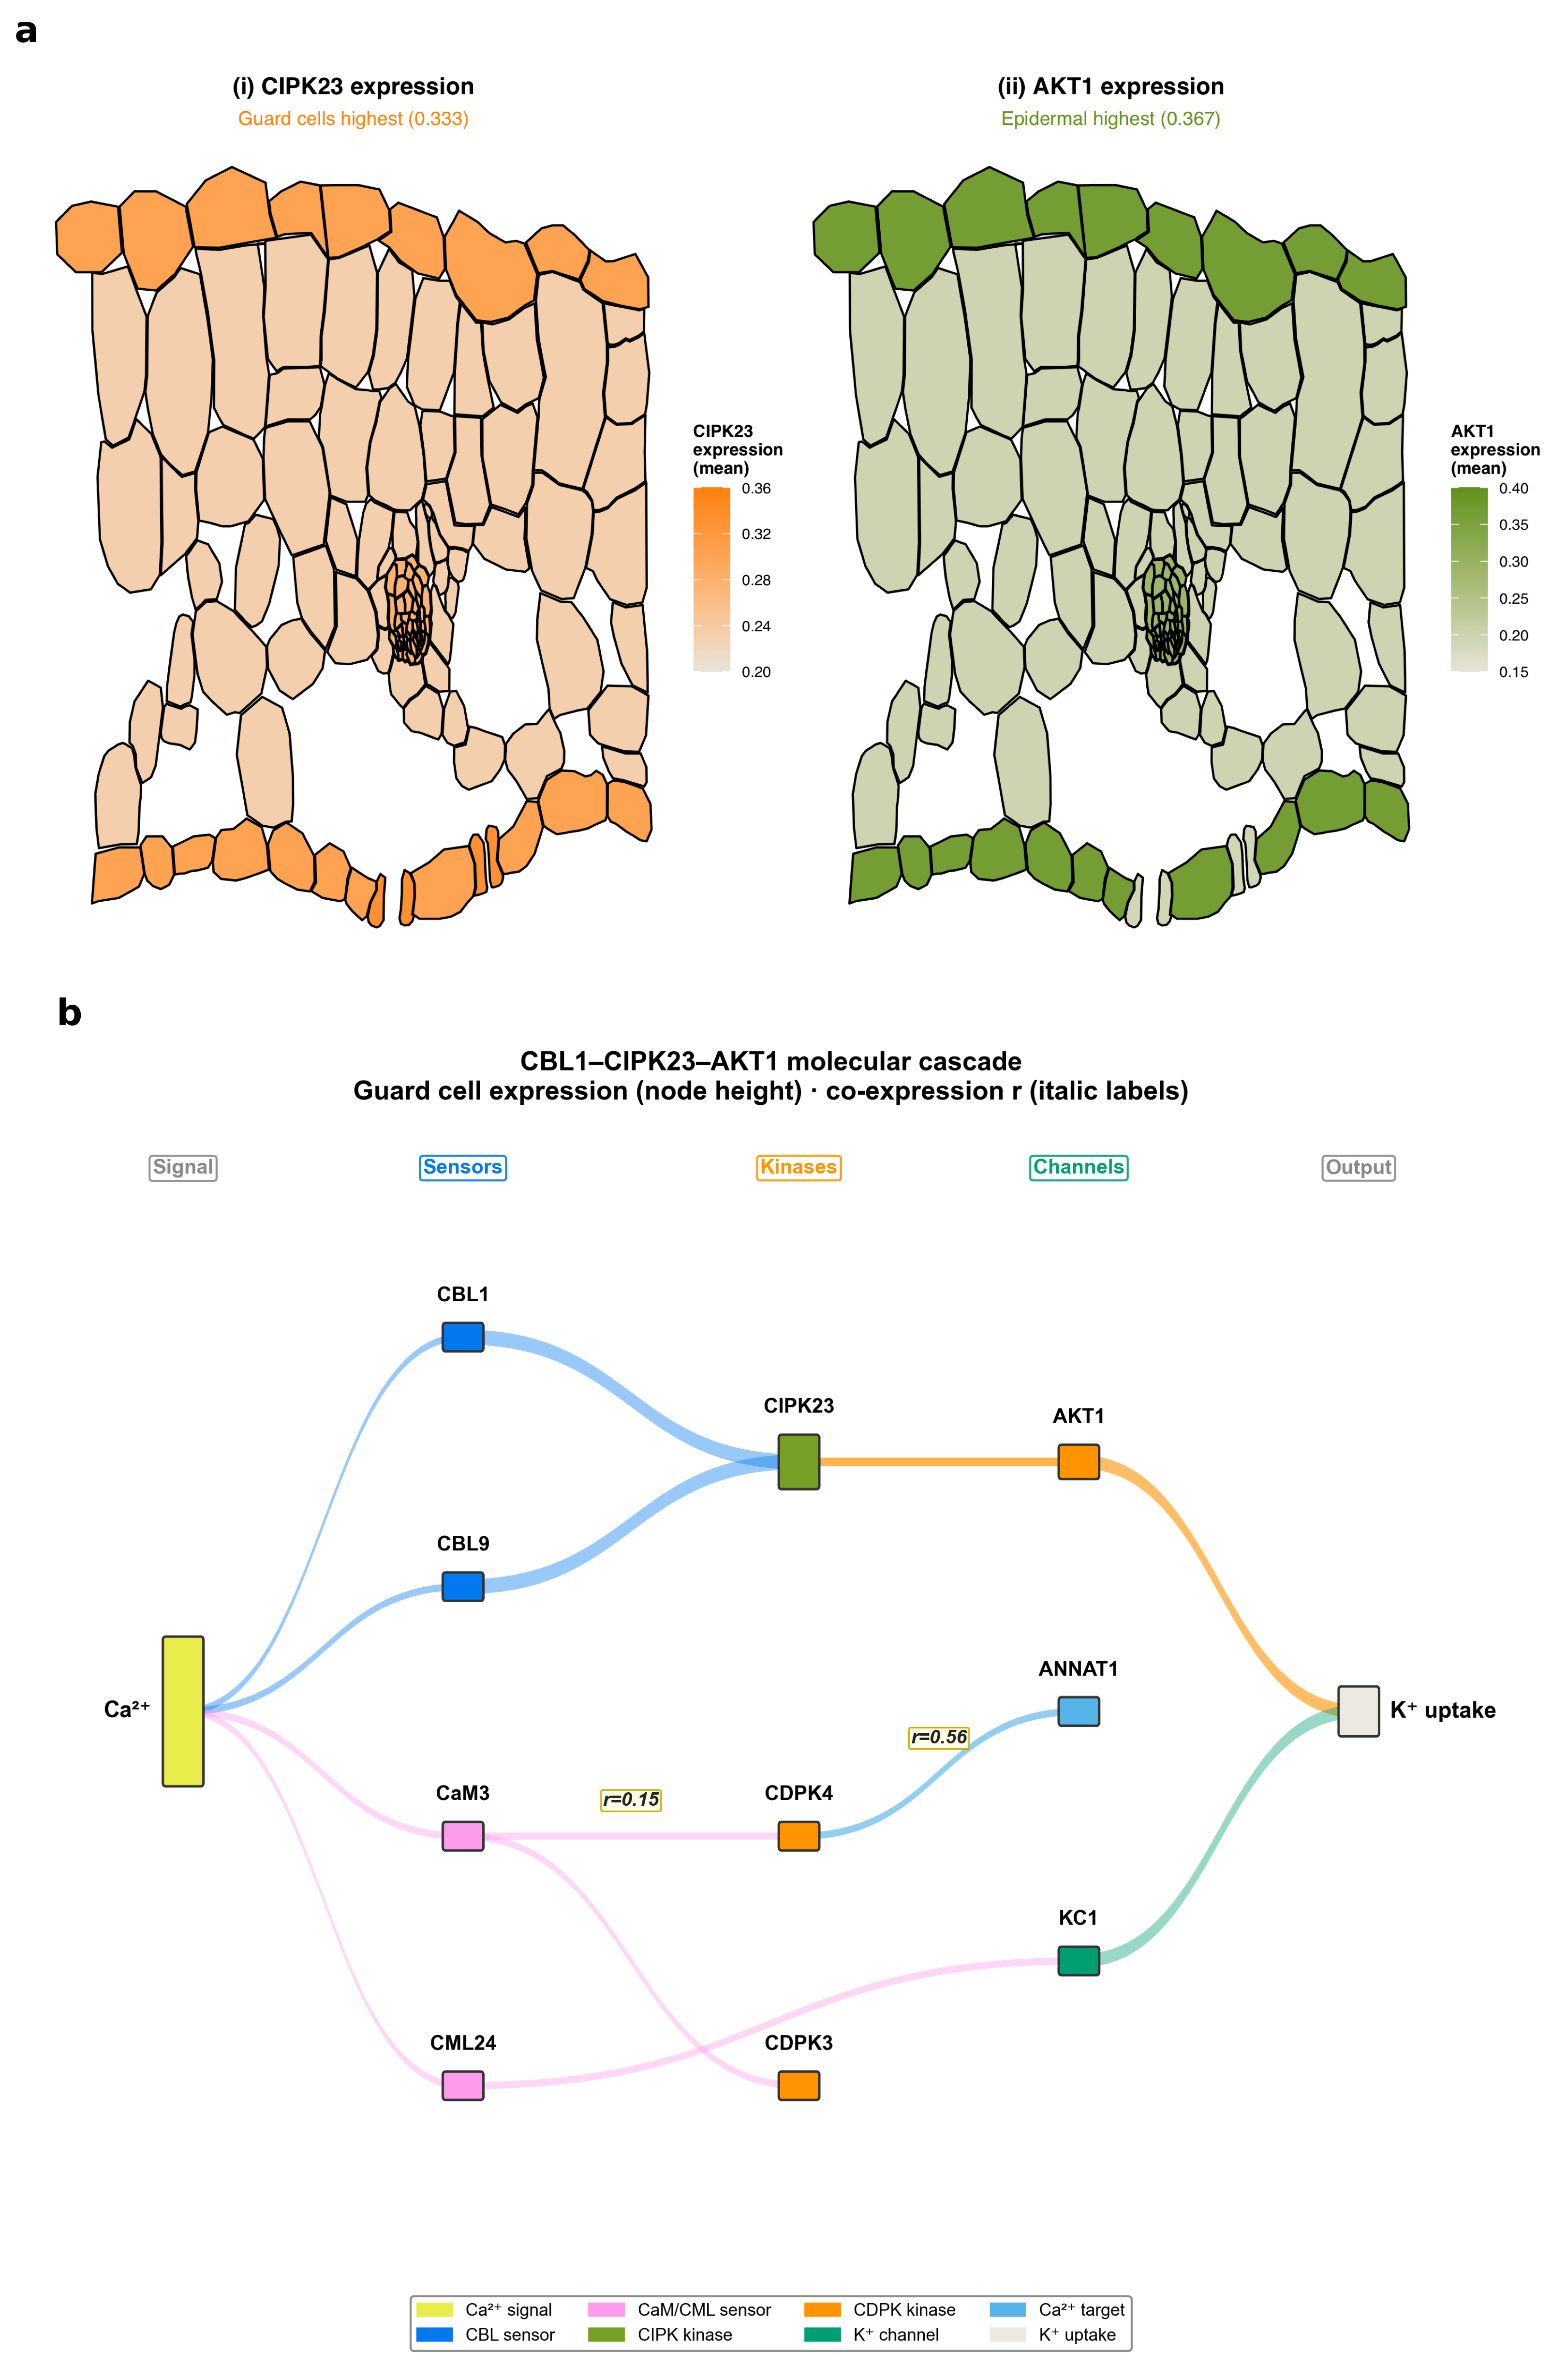 a
(i) CIPK23 expression
Guard cells highest (0.333)
(ii) AKT1 expression
Epidermal highest (0.367)
CIPK23
expression
(mean)
0.36
0.32
0.28
0.24
0.20
AKT1
expression
(mean)
0.40
0.35
0.30
0.25
0.20
0.15
b
CBL1–CIPK23–AKT1 molecular cascade
Guard cell expression (node height) · co-expression r (italic labels)
Signal
Sensors
Kinases
Channels
Output
CBL1
CIPK23
AKT1
CBL9
ANNAT1
Ca²⁺
K⁺ uptake
r=0.56
CaM3
r=0.15
CDPK4
KC1
CML24
CDPK3
Ca²⁺ signal
CaM/CML sensor
CDPK kinase
Ca²⁺ target
CBL sensor
CIPK kinase
K⁺ channel
K⁺ uptake